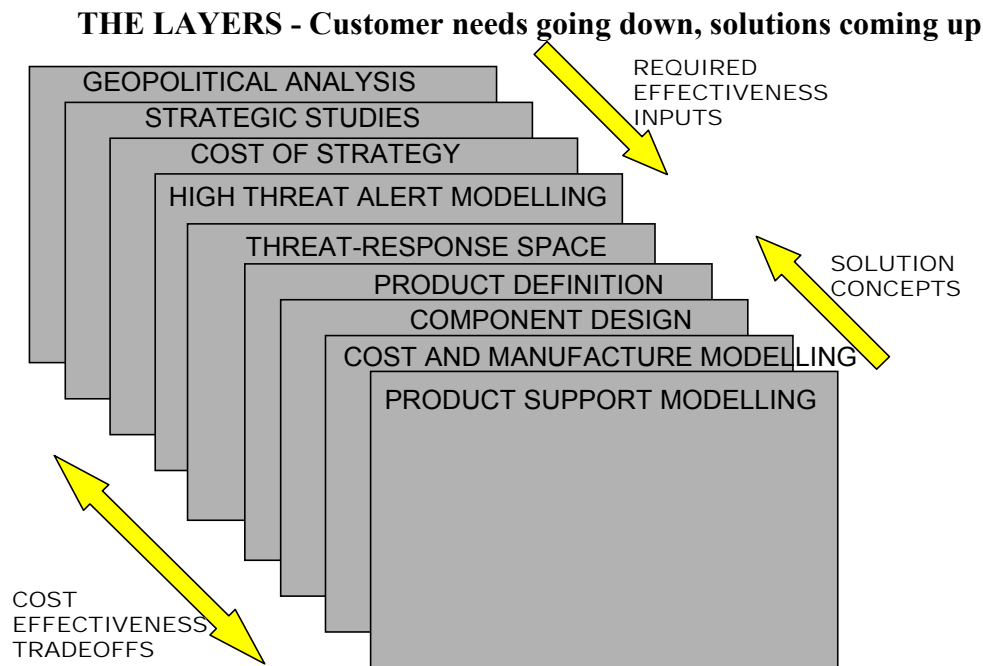 THE LAYERS - Customer needs going down, solutions coming up
GEOPOLITICAL ANALYSIS
STRATEGIC STUDIES
COST OF STRATEGY
HIGH THREAT ALERT MODELLING
THREAT-RESPONSE SPACE
PRODUCT DEFINITION
COMPONENT DESIGN
COST AND MANUFACTURE MODELLING
PRODUCT SUPPORT MODELLING
REQUIRED
EFFECTIVENESS
INPUTS
SOLUTION
CONCEPTS
COST
EFFECTIVENESS
TRADEOFFS